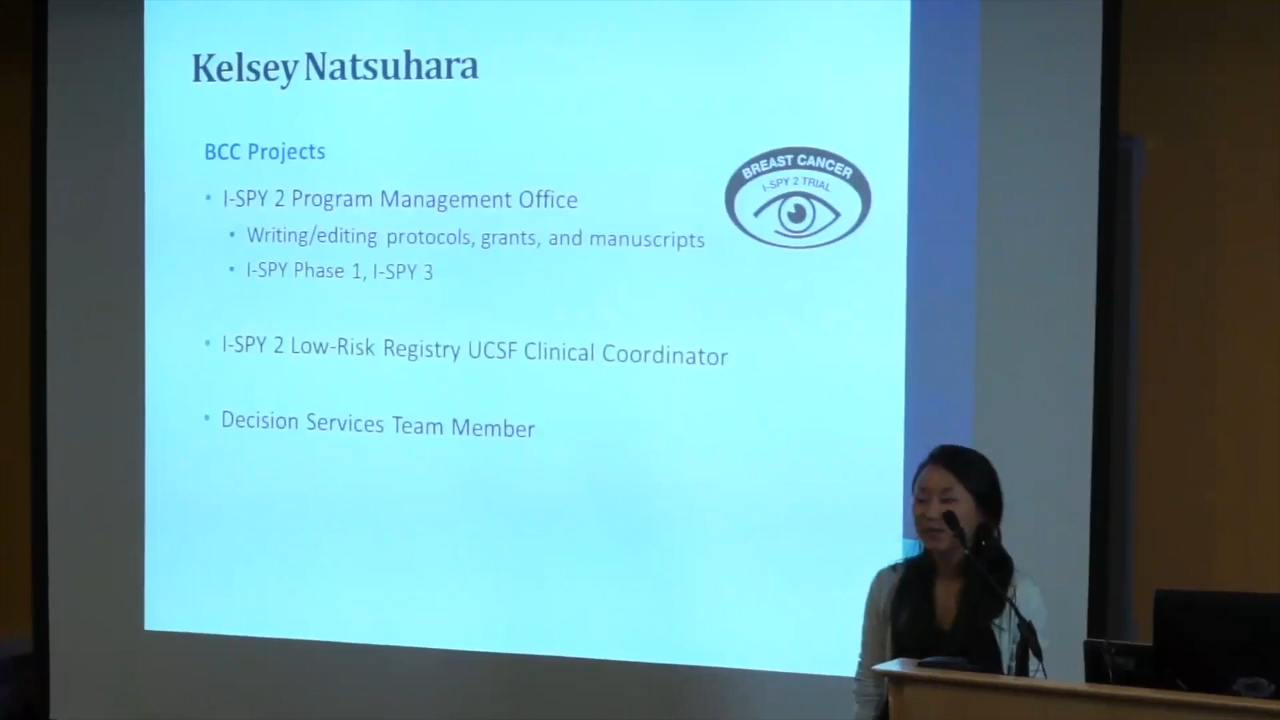 Kelsey Natsuhara
BCC Projects
• I-SPY 2 Program Management Office
• Writing/editing protocols, grants, and manuscripts
• I-SPY Phase 1, I-SPY 3
BREAST CANCER
I-SPY 2 TRIAL
• I-SPY 2 Low-Risk Registry UCSF Clinical Coordinator
• Decision Services Team Member